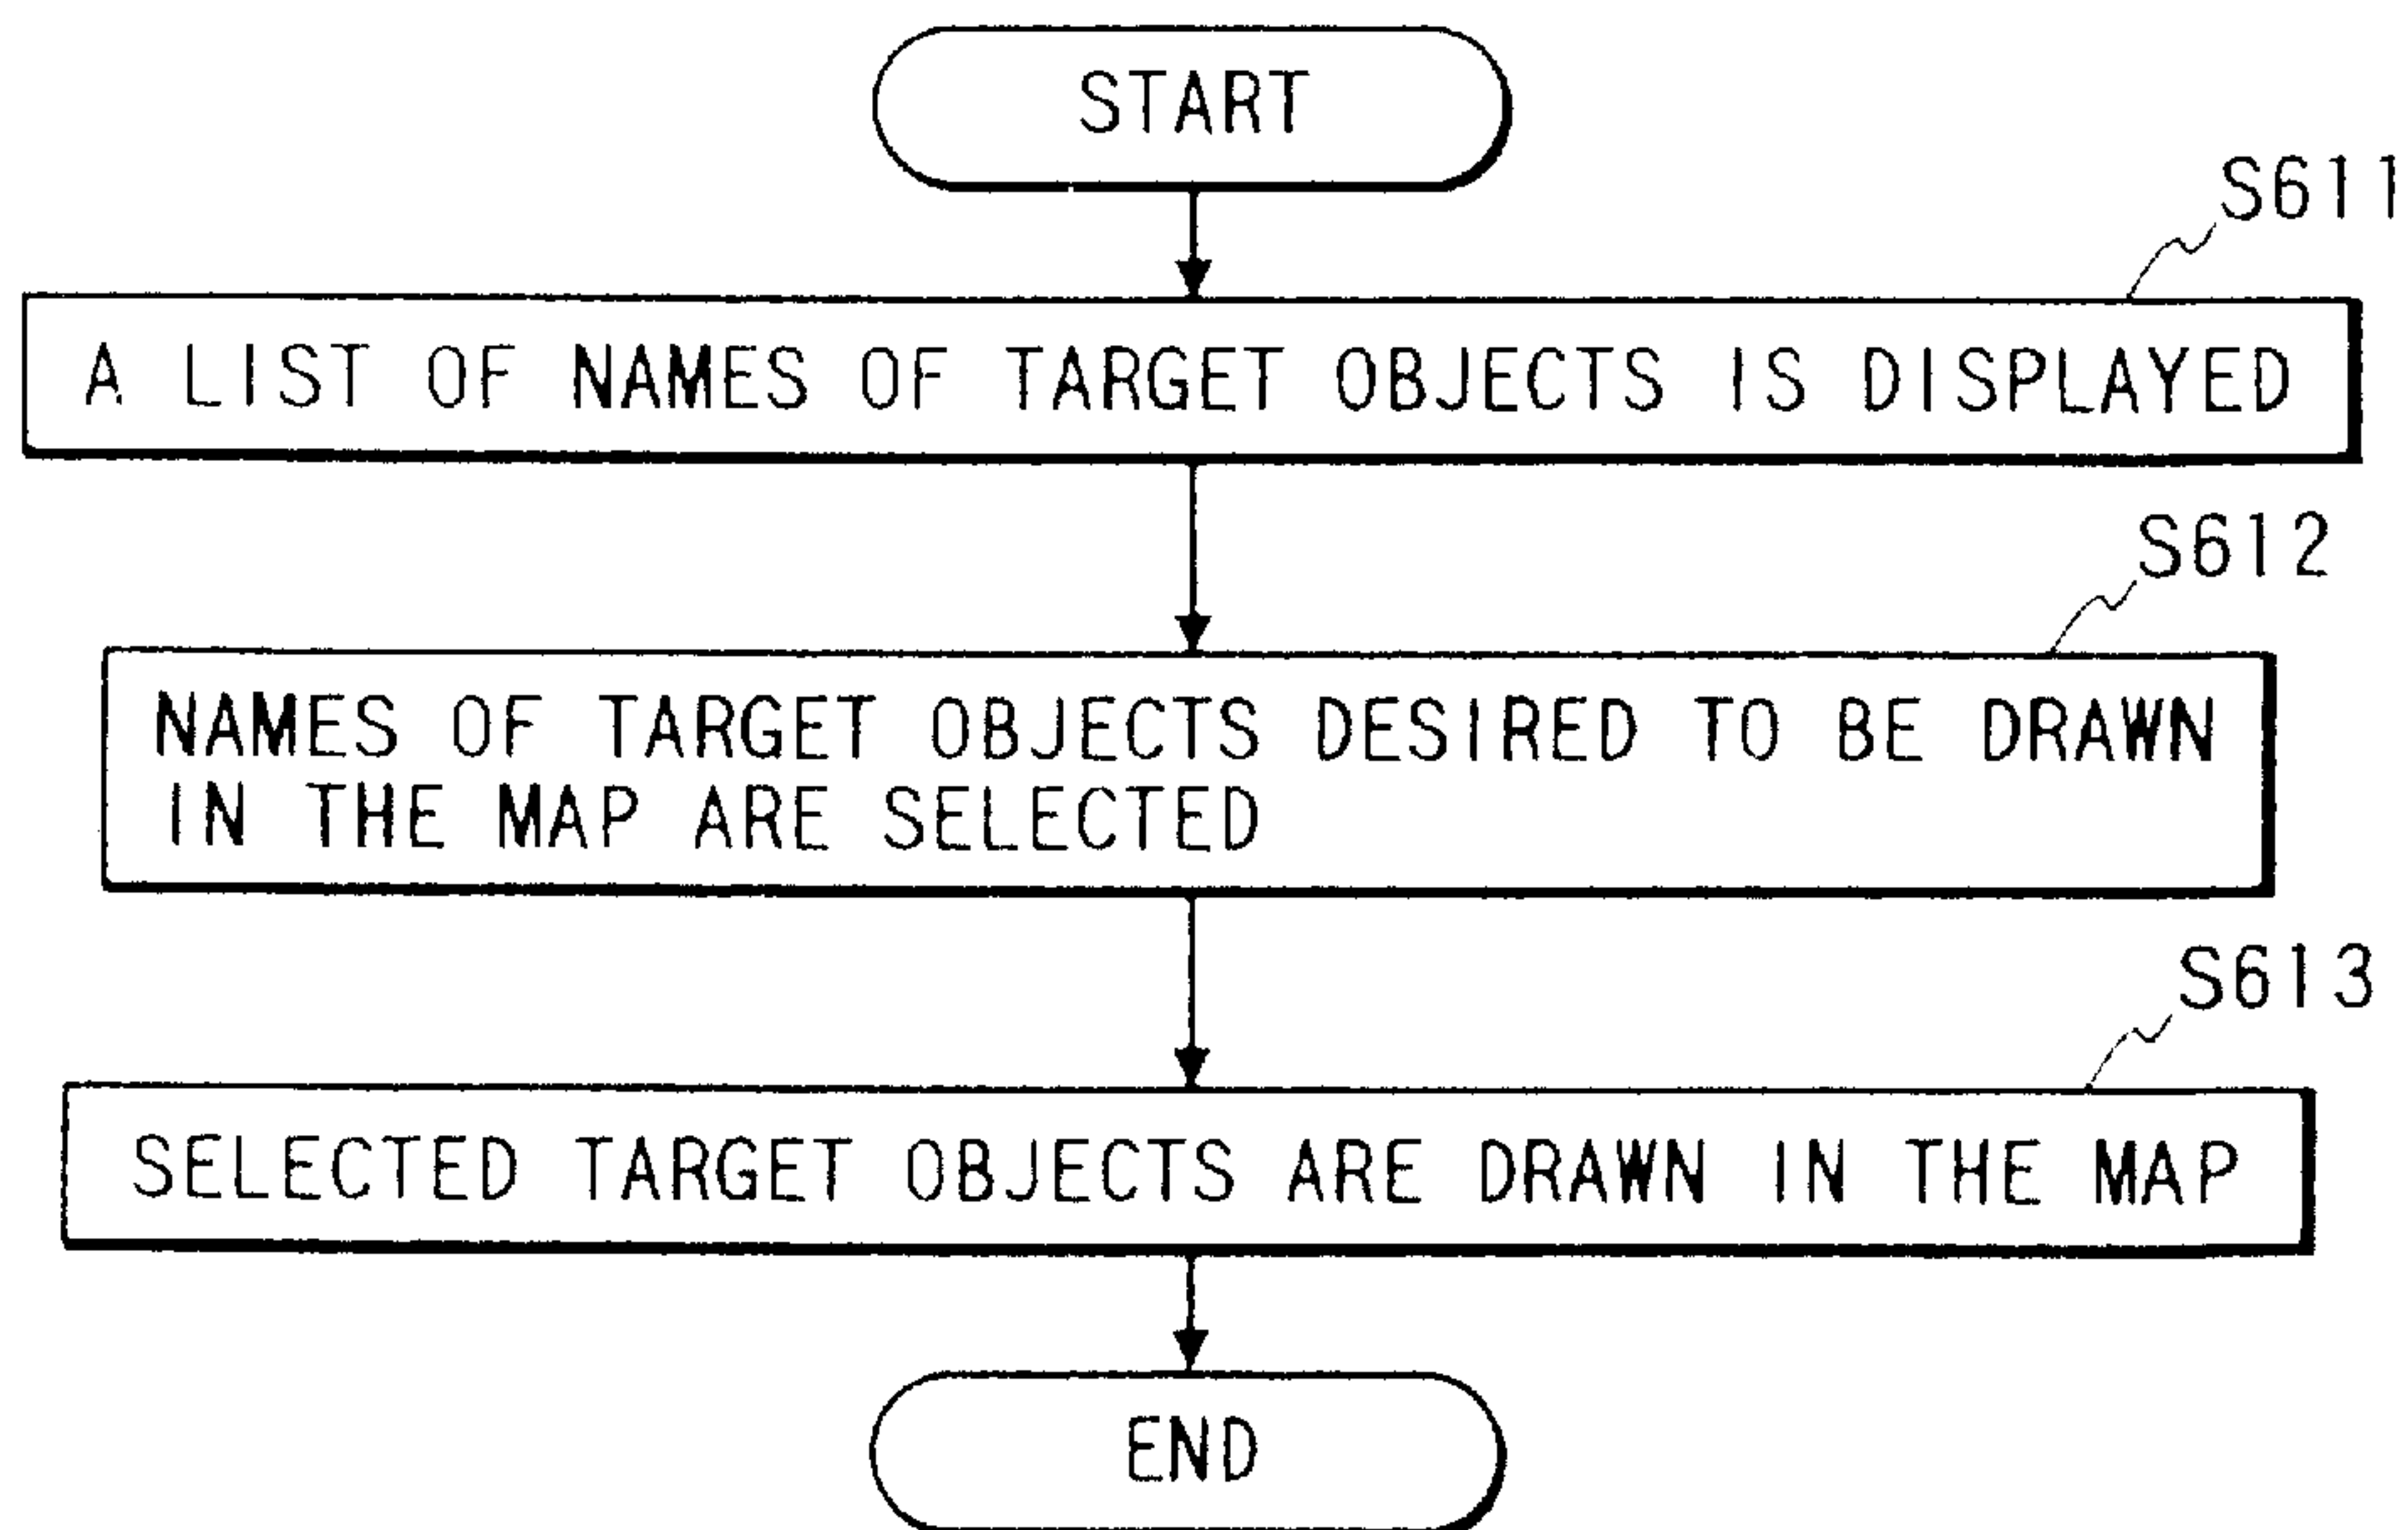 START
S611
A LIST OF NAMES OF TARGET OBJECTS IS DISPLAYED
S612
NAMES OF TARGET OBJECTS DESIRED TO BE DRAWN
IN THE MAP ARE SELECTED
S613
SELECTED TARGET OBJECTS ARE DRAWN IN THE MAP
END